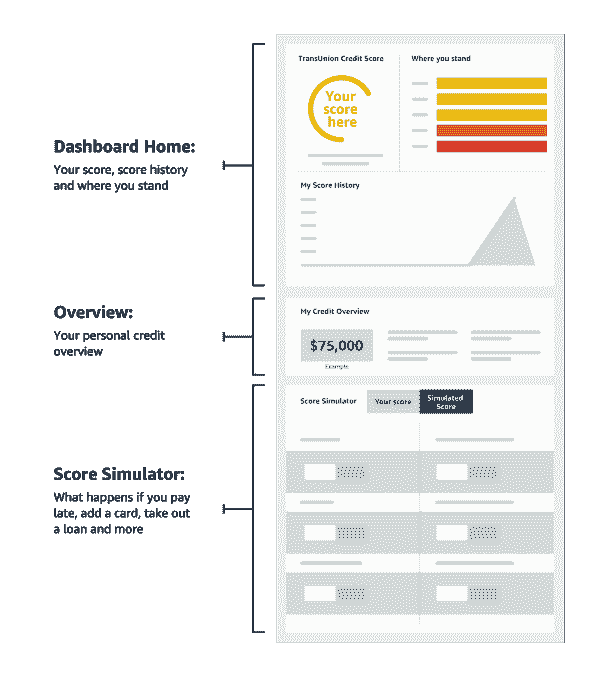 Dashboard Home:
Your score, score history
and where you stand
TransUnion Credit Score
Where you stand
Your
score
here
My Score History
Overview:
Your personal credit
overview
My Credit Overview
$75,000
Example
Score Simulator:
What happens if you pay
late, add a card, take out
a loan and more
Score Simulator
Your score
Simulated
Score